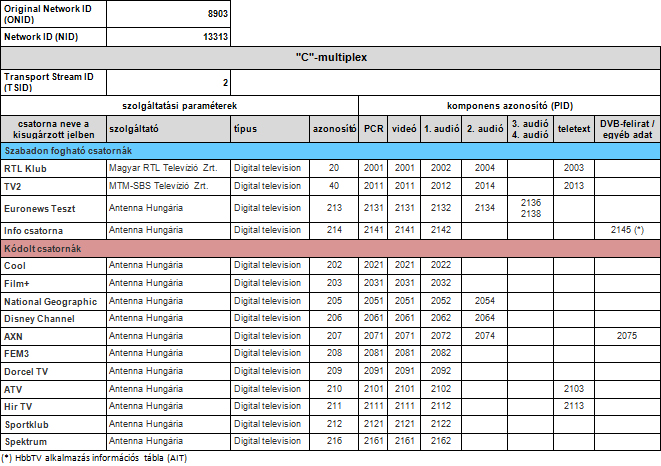 Original Network ID (ONID) 8903
Network ID (NID) 13313
"C"-multiplex
Transport Stream ID (TSID) 2
szolgáltatási paraméterek komponens azonosító (PID)
csatorna neve a kisugárzott jelben szolgáltató típus azonosító PCR videó 1. audió 2. audió 3. audió 4. audió teletext DVB-felirat / egyéb adat
Szabadon fogható csatornák
RTL Klub Magyar RTL Televízió Zrt. Digital television 20 2001 2001 2002 2004 2003
TV2 MTM-SBS Televízió Zrt. Digital television 40 2011 2011 2012 2014 2013
Euronews Teszt Antenna Hungária Digital television 213 2131 2131 2132 2134 2136 2138
Info csatorna Antenna Hungária Digital television 214 2141 2141 2142 2145 (*)
Kódolt csatornák
Cool Antenna Hungária Digital television 202 2021 2021 2022
Film+ Antenna Hungária Digital television 203 2031 2031 2032
National Geographic Antenna Hungária Digital television 205 2051 2051 2052 2054
Disney Channel Antenna Hungária Digital television 206 2061 2061 2062 2064
AXN Antenna Hungária Digital television 207 2071 2071 2072 2074 2075
FEM3 Antenna Hungária Digital television 208 2081 2081 2082
Dorcel TV Antenna Hungária Digital television 209 2091 2091 2092
ATV Antenna Hungária Digital television 210 2101 2101 2102 2103
Hír TV Antenna Hungária Digital television 211 2111 2111 2112 2113
Sportklub Antenna Hungária Digital television 212 2121 2121 2122
Spektrum Antenna Hungária Digital television 216 2161 2161 2162
(*) HbbTV alkalmazás információs tábla (AIT)